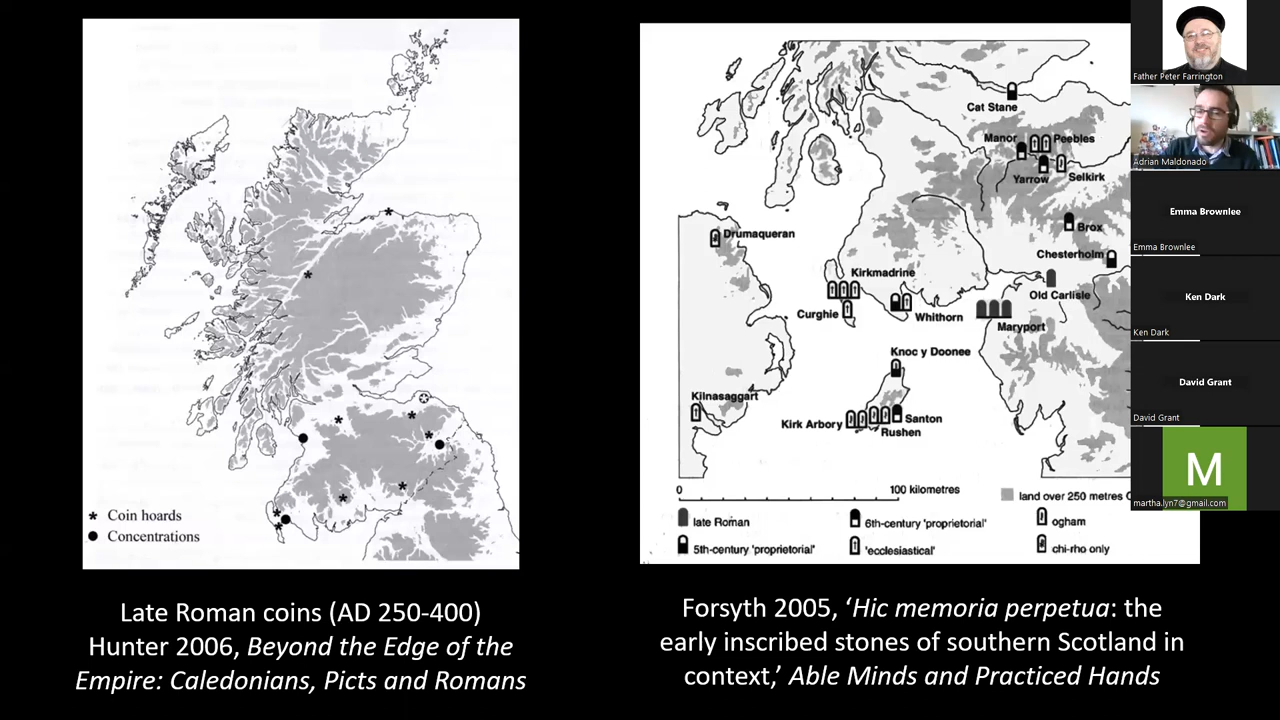 * Coin hoards
● Concentrations
Late Roman coins (AD 250-400)
Hunter 2006, Beyond the Edge of the
Empire: Caledonians, Picts and Romans
Cat Stane
Manor
Peebles
Yarrow
Selkirk
Brox
Drumaqueran
Chesterholm
Kirkmadrine
Old Carlisle
Curghie
Whithorn
Maryport
Knoc y Doonee
Kilnasaggart
Kirk Arbory
Santon
Rushen
0
100 kilometres
land over 250 metres
late Roman
6th-century 'proprietorial'
ogham
5th-century 'proprietorial'
'ecclesiastical'
chi-rho only
Forsyth 2005, ‘Hic memoria perpetua: the
early inscribed stones of southern Scotland in
context,’ Able Minds and Practiced Hands
Father Peter Farrington
Adrian Maldonado
Emma Brownlee
Emma Brownlee
Ken Dark
Ken Dark
David Grant
David Grant
M
martha.lyn7@gmail.com